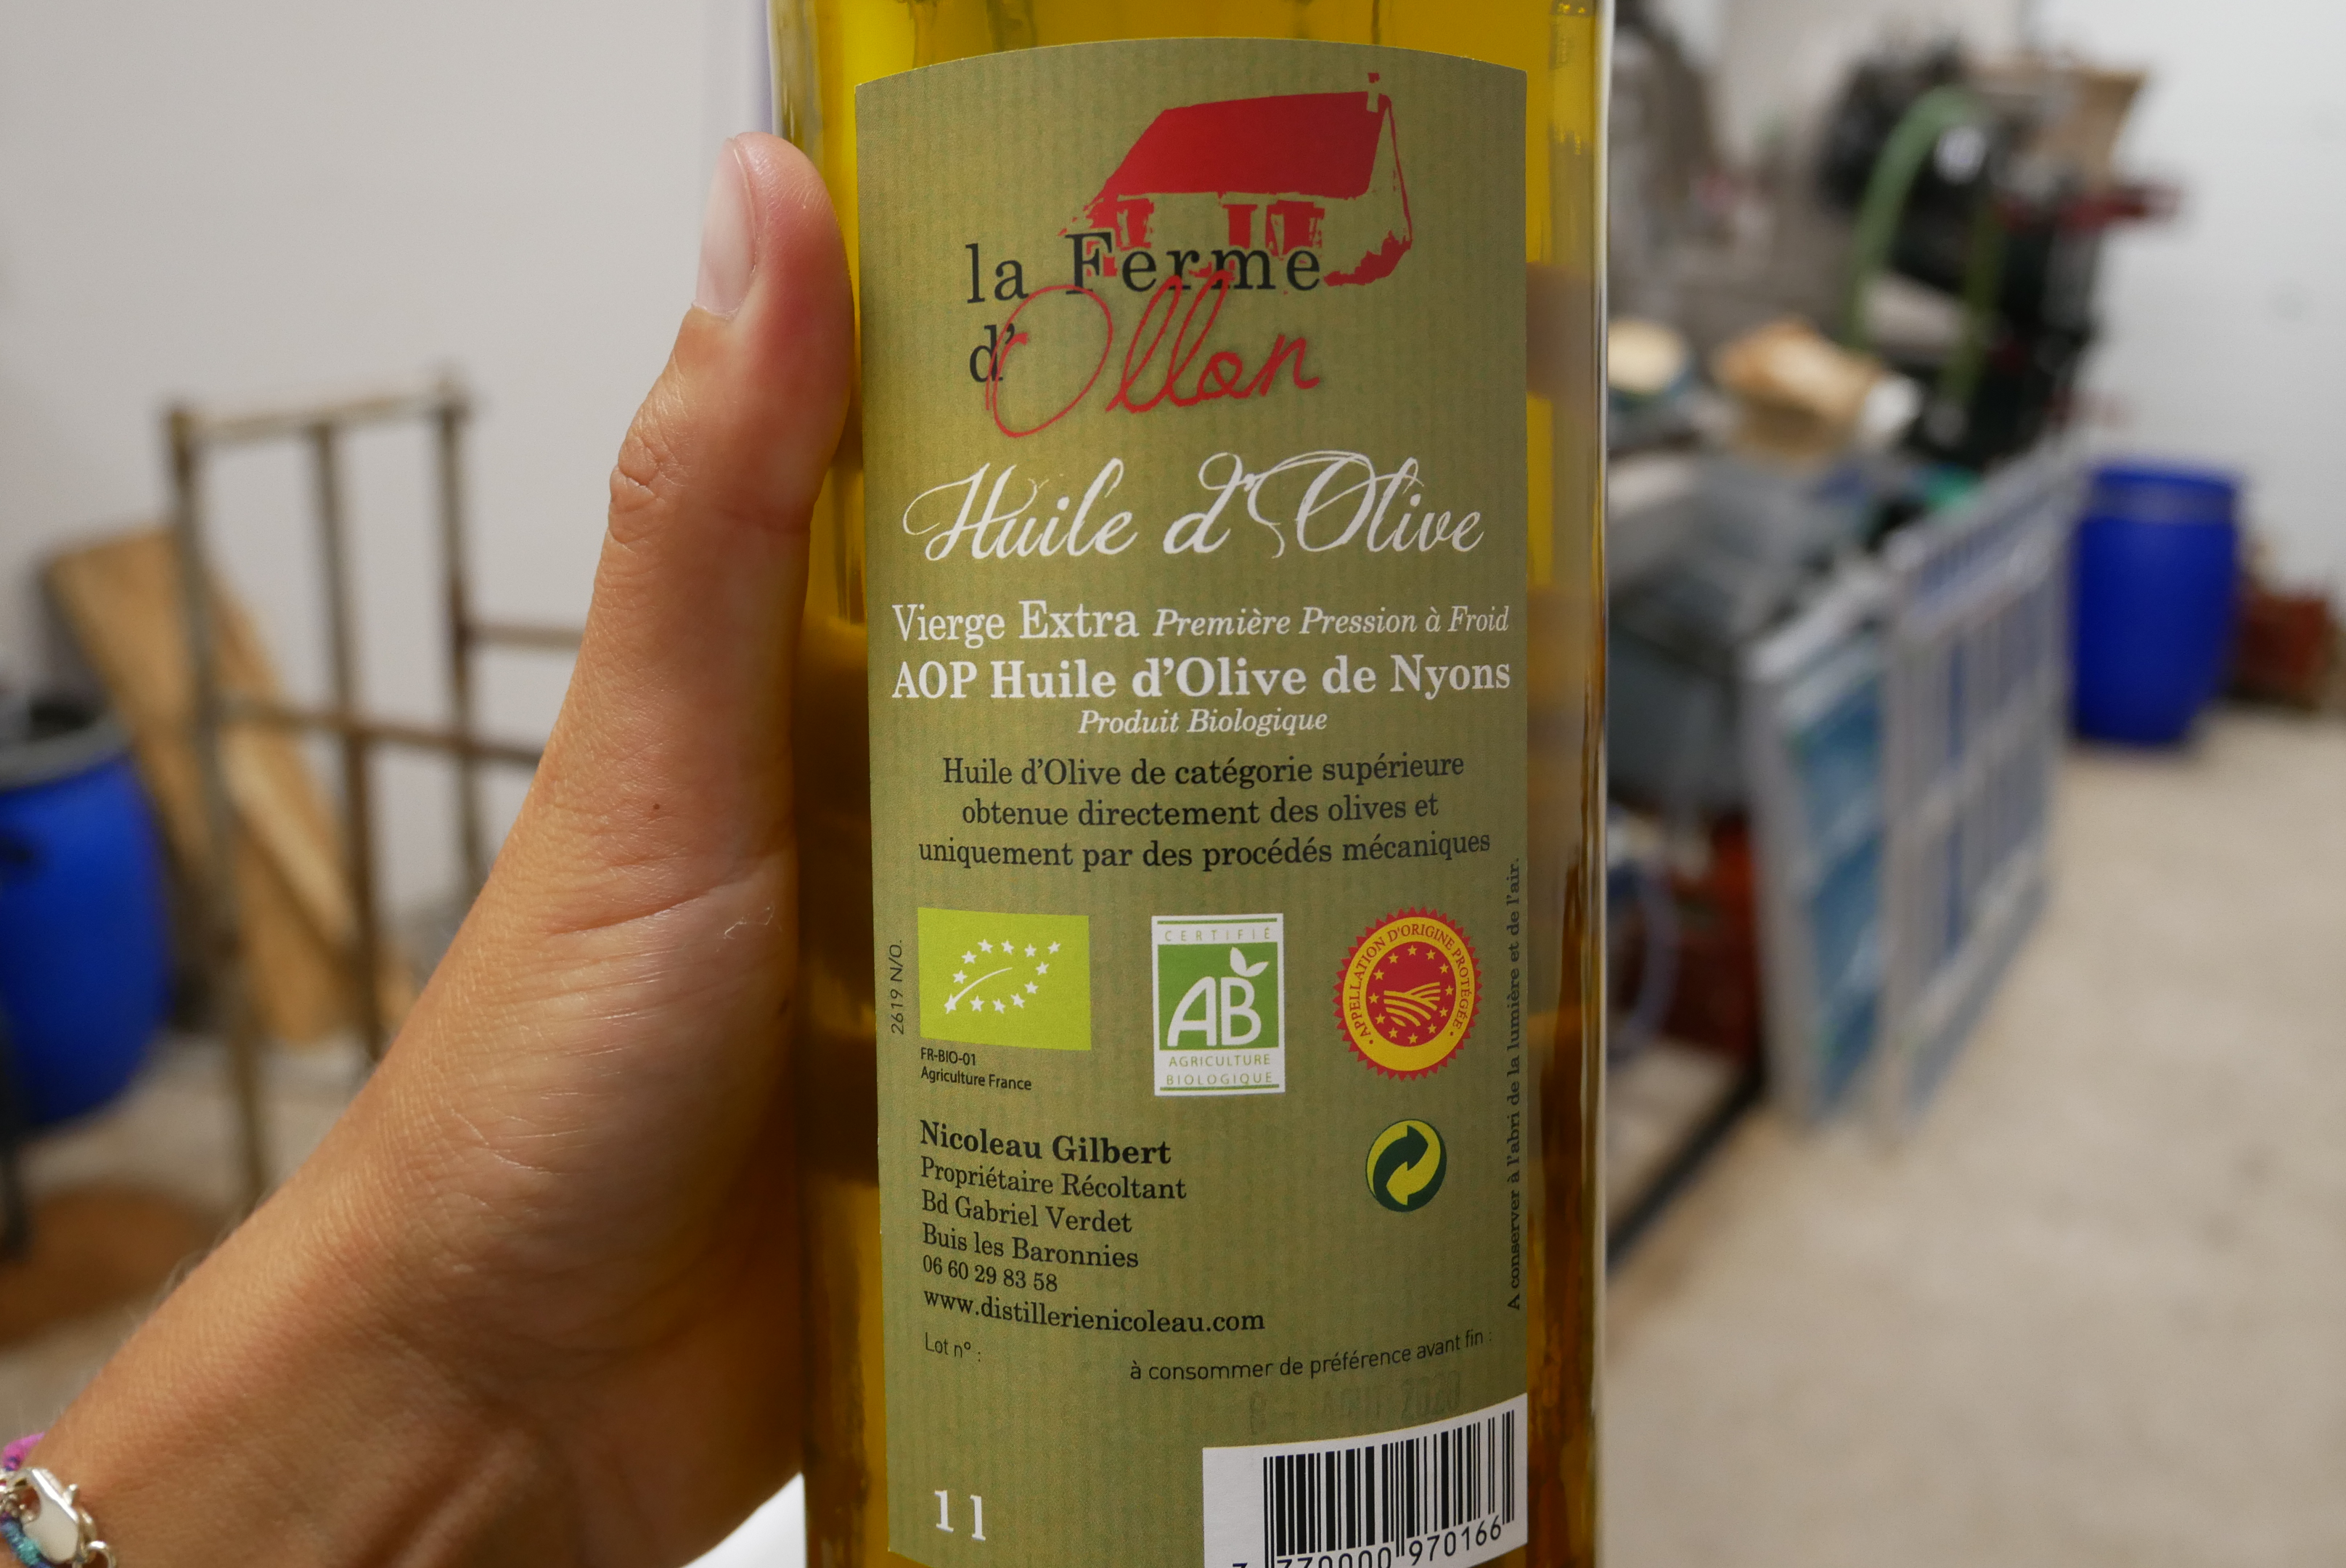 la Ferme
d'Ollon
Huile d'Olive
Vierge Extra Première Pression à Froid
AOP Huile d'Olive de Nyons
Produit Biologique
Huile d'Olive de catégorie supérieure
obtenue directement des olives et
uniquement par des procédés mécaniques
2619 N/O.
FR-BIO-01
Agriculture France
CERTIFIÉ
AB
AGRICULTURE
BIOLOGIQUE
APPELLATION D'ORIGINE PROTÉGÉE
A conserver à l'abri de la lumière et de l'air.
Nicoleau Gilbert
Propriétaire Récoltant
Bd Gabriel Verdet
Buis les Baronnies
06 60 29 83 58
www.distillerienicoleau.com
Lot n° :
à consommer de préférence avant fin :
1 l
970166